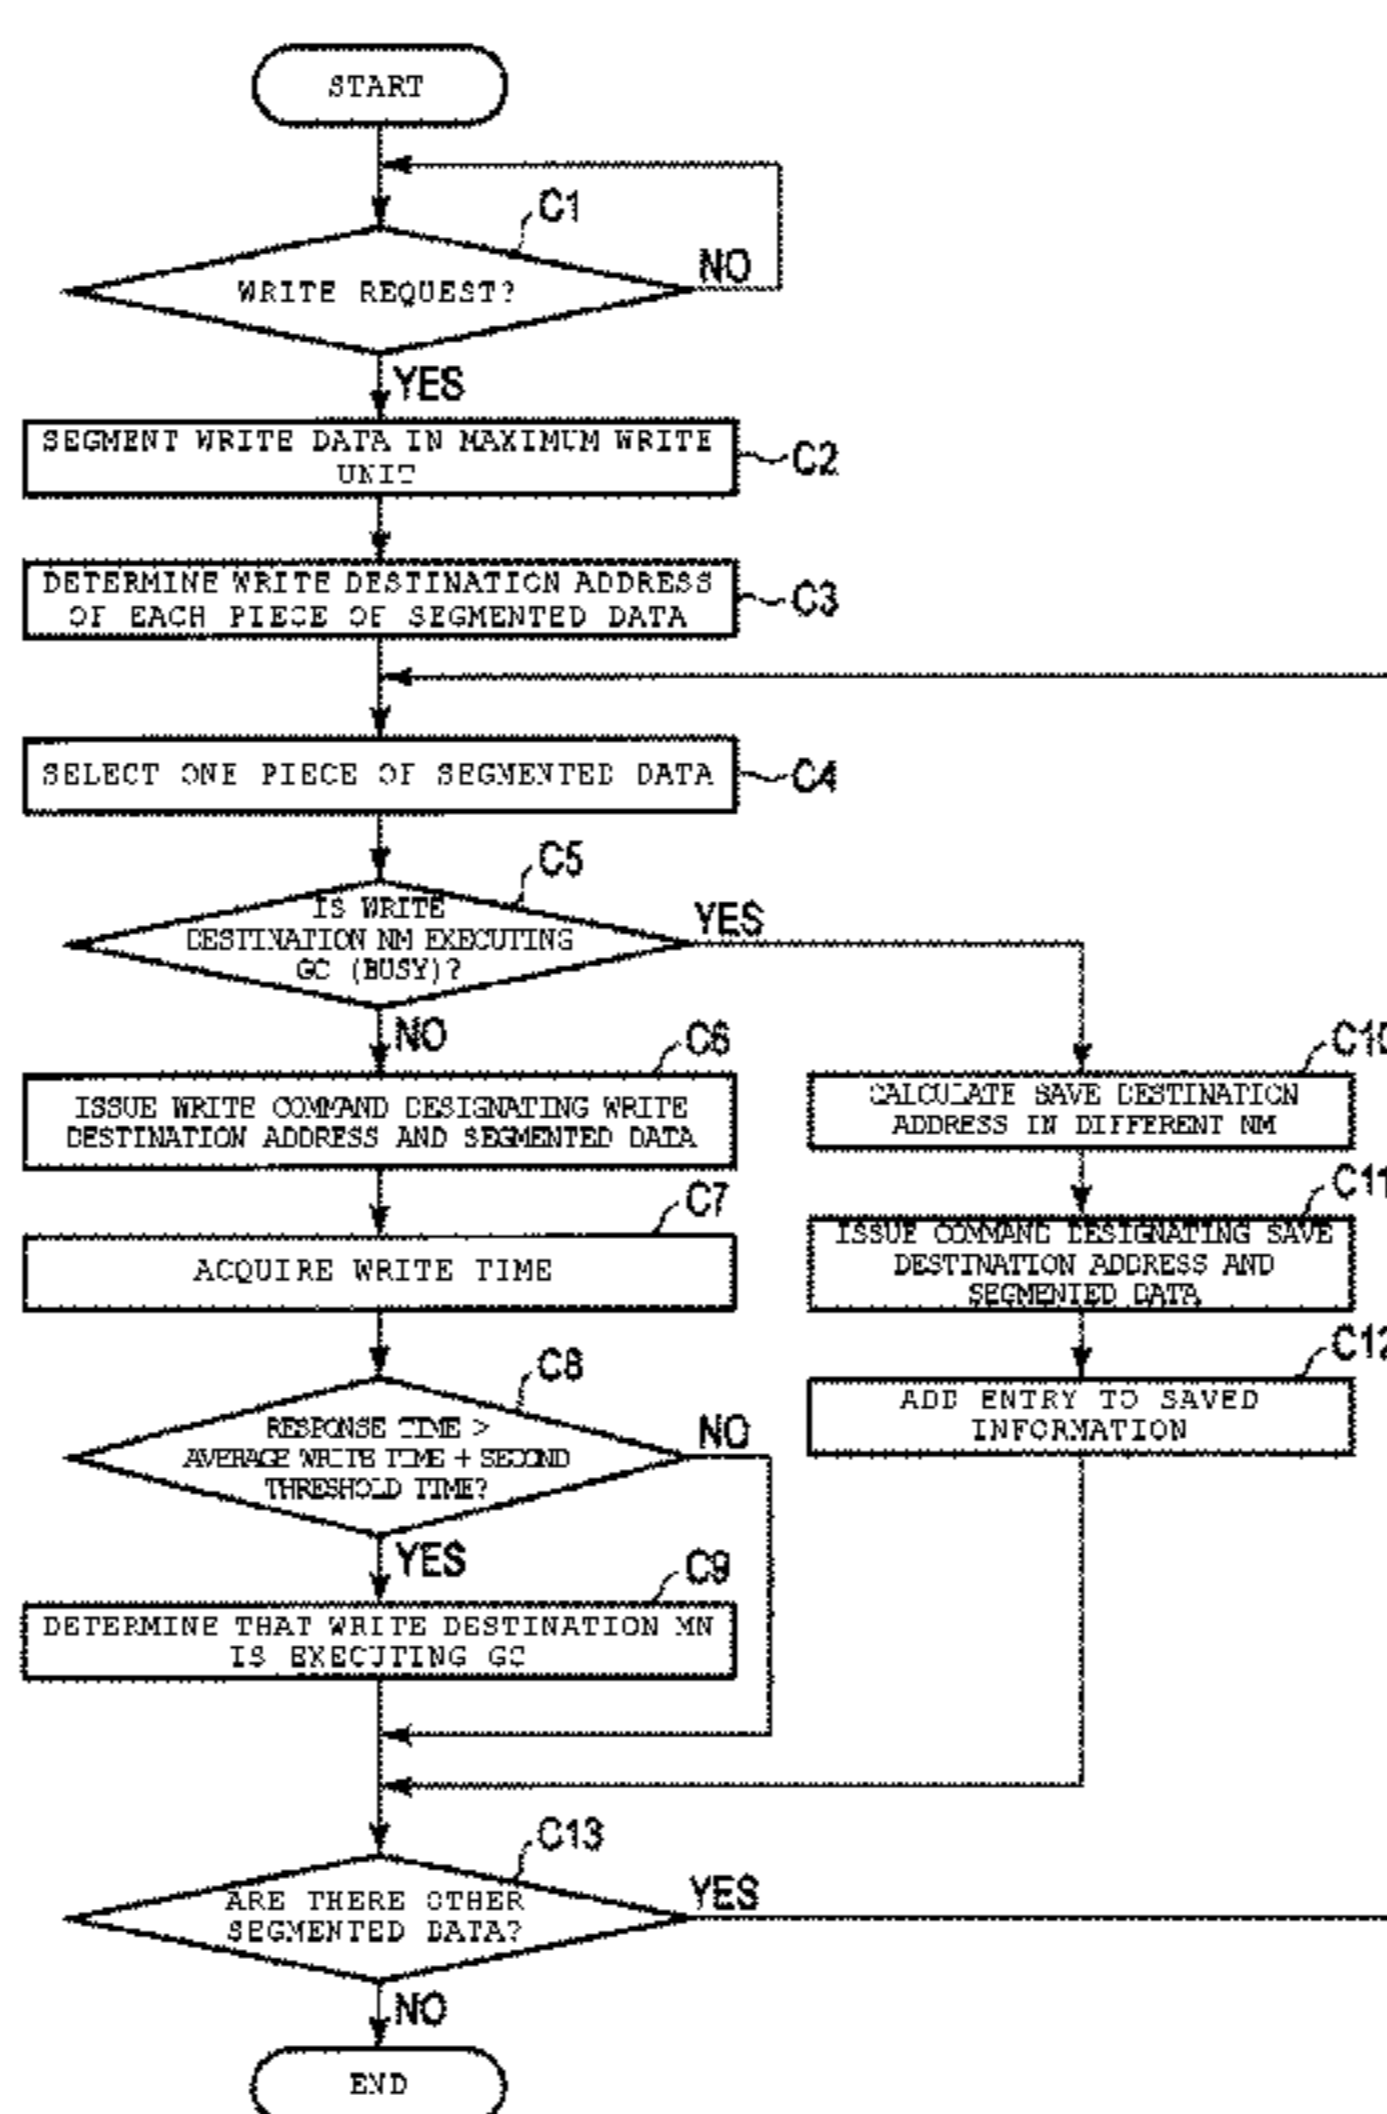 START
C1
WRITE REQUEST?
NO
YES
SEGMENT WRITE DATA IN MAXIMUM WRITE
UNIT
C2
DETERMINE WRITE DESTINATION ADDRESS
OF EACH PIECE OF SEGMENTED DATA
C3
SELECT ONE PIECE OF SEGMENTED DATA
C4
C5
IS WRITE
DESTINATION NM EXECUTING
GC (BUSY)?
YES
NO
C6
ISSUE WRITE COMMAND DESIGNATING WRITE
DESTINATION ADDRESS AND SEGMENTED DATA
C10
CALCULATE SAVE DESTINATION
ADDRESS IN DIFFERENT NM
C7
ACQUIRE WRITE TIME
C11
ISSUE COMMAND DESIGNATING SAVE
DESTINATION ADDRESS AND
SEGMENTED DATA
C8
RESPONSE TIME >
AVERAGE WRITE TIME + SECOND
THRESHOLD TIME?
NO
YES
C12
ADD ENTRY TO SAVED
INFORMATION
C9
DETERMINE THAT WRITE DESTINATION MN
IS EXECUTING GC
C13
ARE THERE OTHER
SEGMENTED DATA?
YES
NO
END